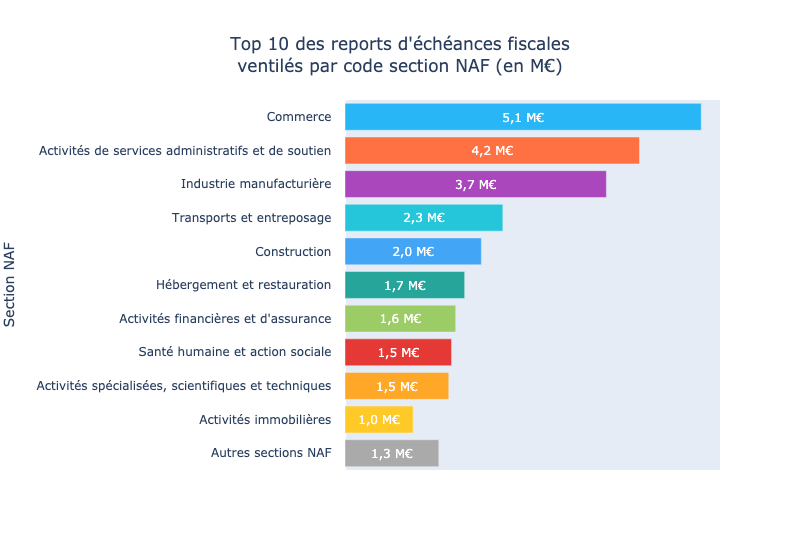 Top 10 des reports d'échéances fiscales
ventilés par code section NAF (en M€)
Section NAF
Commerce 5,1 M€
Activités de services administratifs et de soutien 4,2 M€
Industrie manufacturière 3,7 M€
Transports et entreposage 2,3 M€
Construction 2,0 M€
Hébergement et restauration 1,7 M€
Activités financières et d'assurance 1,6 M€
Santé humaine et action sociale 1,5 M€
Activités spécialisées, scientifiques et techniques 1,5 M€
Activités immobilières 1,0 M€
Autres sections NAF 1,3 M€